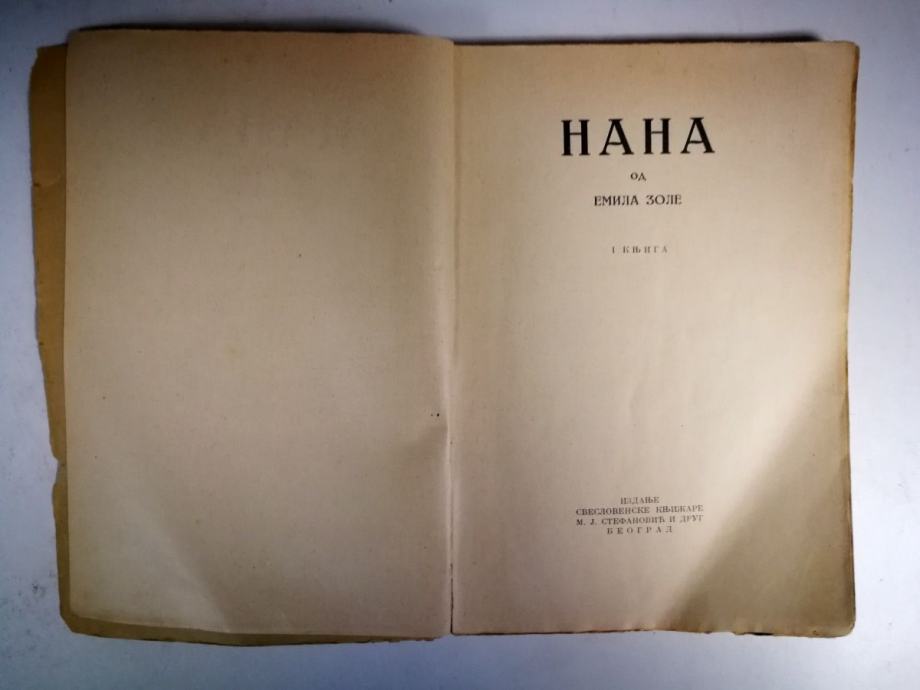 НАНА
ОД
ЕМИЛА ЗОЛЕ
I КЊИГА
ИЗДАЊЕ
СВЕСЛОВЕНСКЕ КЊИЖАРЕ
М. Ј. СТЕФАНОВИЋ И ДРУГ
БЕОГРАД